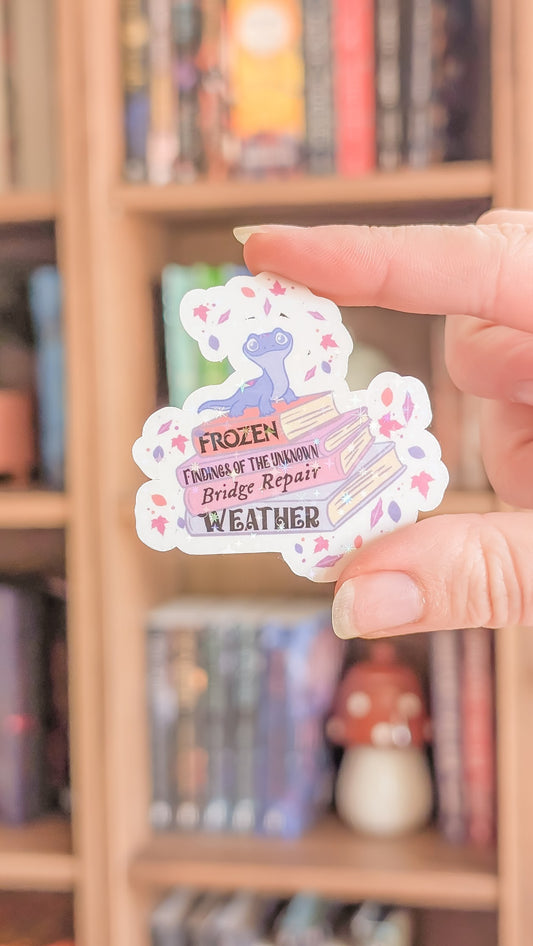 FROZEN
FINDINGS OF THE UNKNOWN
Bridge Repair
WEATHER